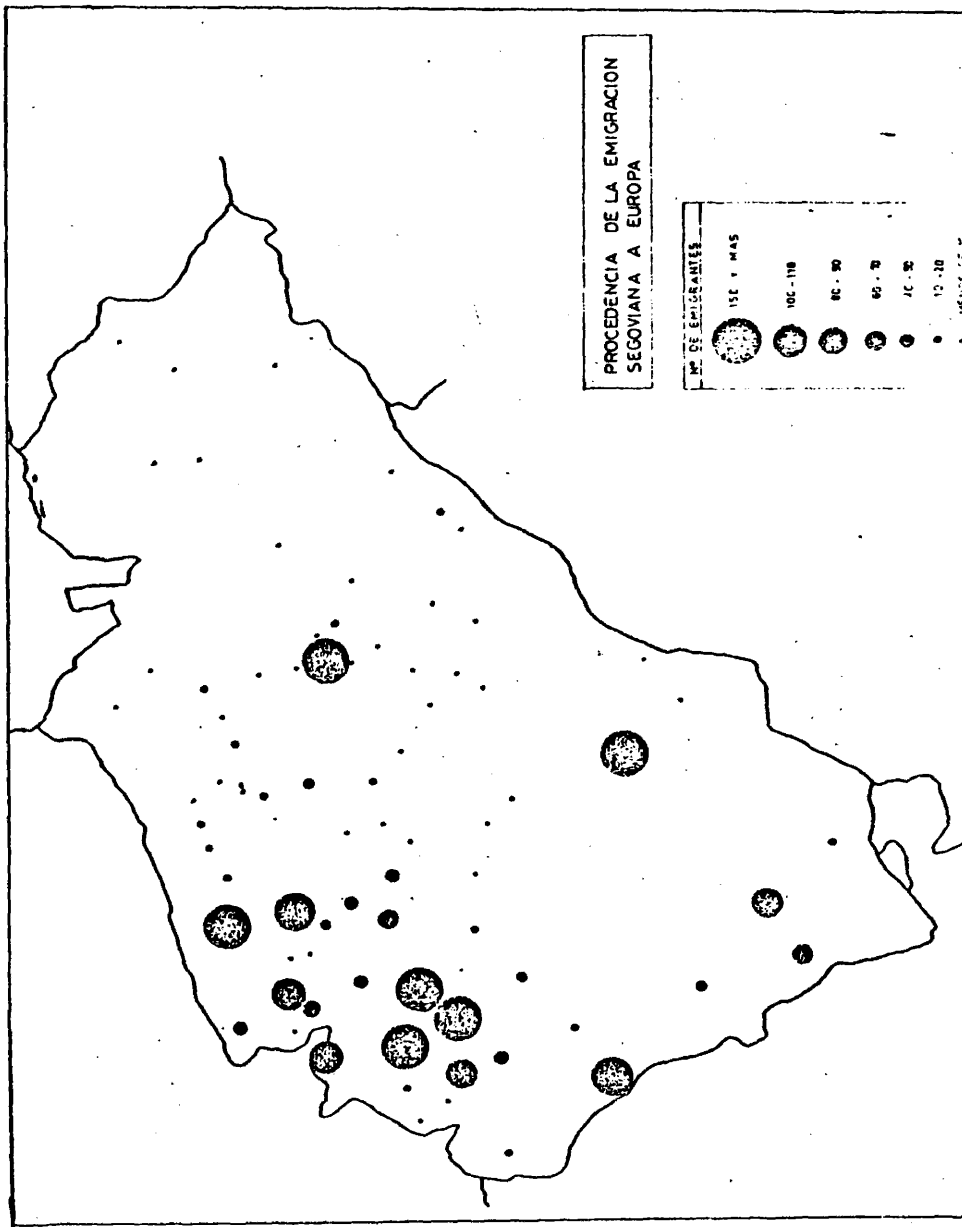 PROCEDENCIA DE LA EMIGRACION
SEGOVIANA A EUROPA
Nº DE EMIGRANTES
150 Y MAS
100-110
80-90
60-70
40-50
10-20